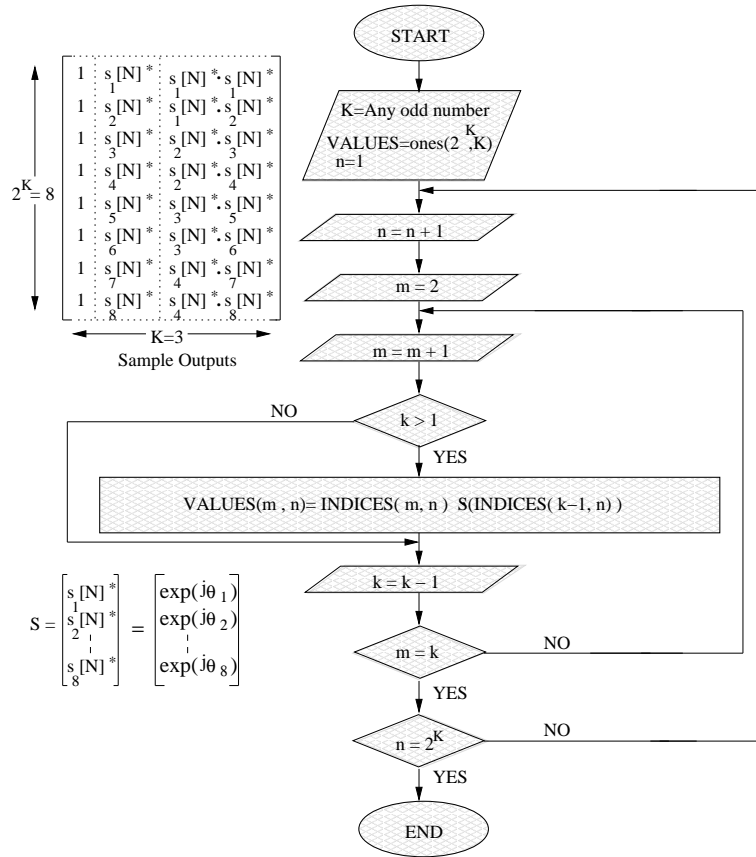 START
K=Any odd number
VALUES=ones(2^K,K)
n=1
n = n + 1
m = 2
m = m + 1
NO
k > 1
YES
VALUES(m , n)= INDICES( m, n ) S(INDICES( k−1, n) )
k = k − 1
m = k
NO
YES
n = 2^K
NO
YES
END
1 s1[N]* s1[N]*.s1[N]*
1 s2[N]* s1[N]*.s2[N]*
1 s3[N]* s2[N]*.s3[N]*
1 s4[N]* s2[N]*.s4[N]*
1 s5[N]* s3[N]*.s5[N]*
1 s6[N]* s3[N]*.s6[N]*
1 s7[N]* s4[N]*.s7[N]*
1 s8[N]* s4[N]*.s8[N]*
2^K = 8
K=3
Sample Outputs
S = [s1[N]* = [exp(jθ1)
s2[N]* exp(jθ2)
s8[N]*] exp(jθ8)]